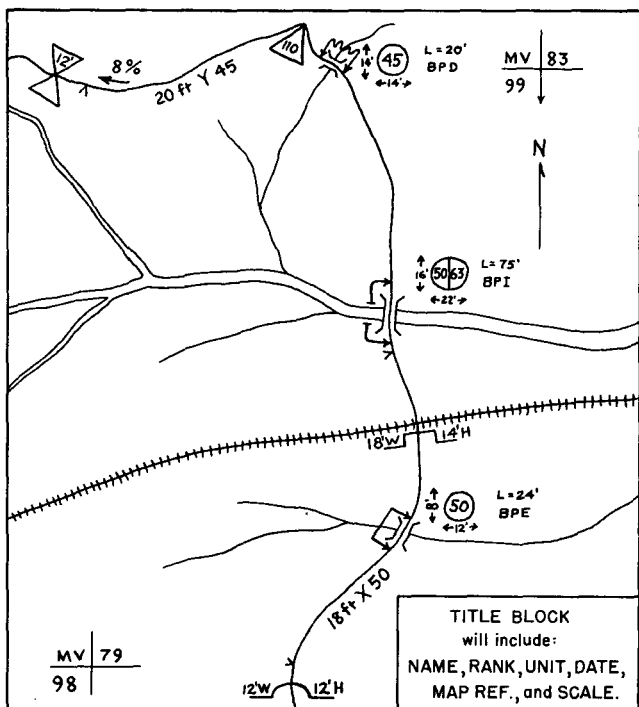 12'
8%
20 ft Y 45
110
14'
45
14'
L = 20'
BPD
MV 83
99
N
16'
50 63
22'
L = 75'
BPI
18'W 14'H
50
12'
L = 24'
BPE
18 ft X 50
12'W 12'H
MV 79
98
TITLE BLOCK
will include:
NAME, RANK, UNIT, DATE,
MAP REF., and SCALE.